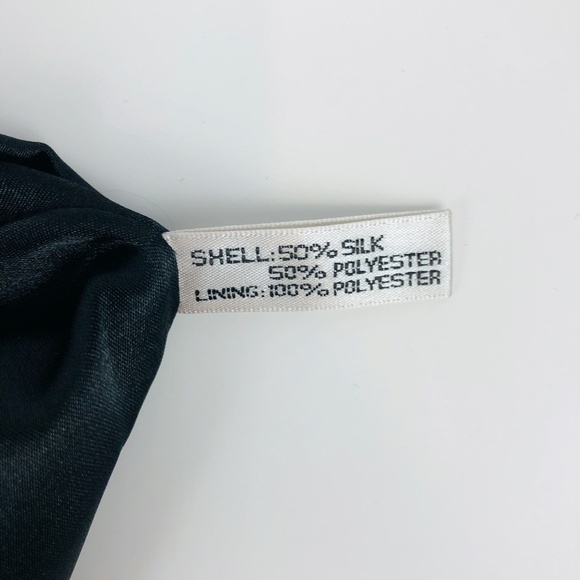 SHELL: 50% SILK
50% POLYESTER
LINING: 100% POLYESTER